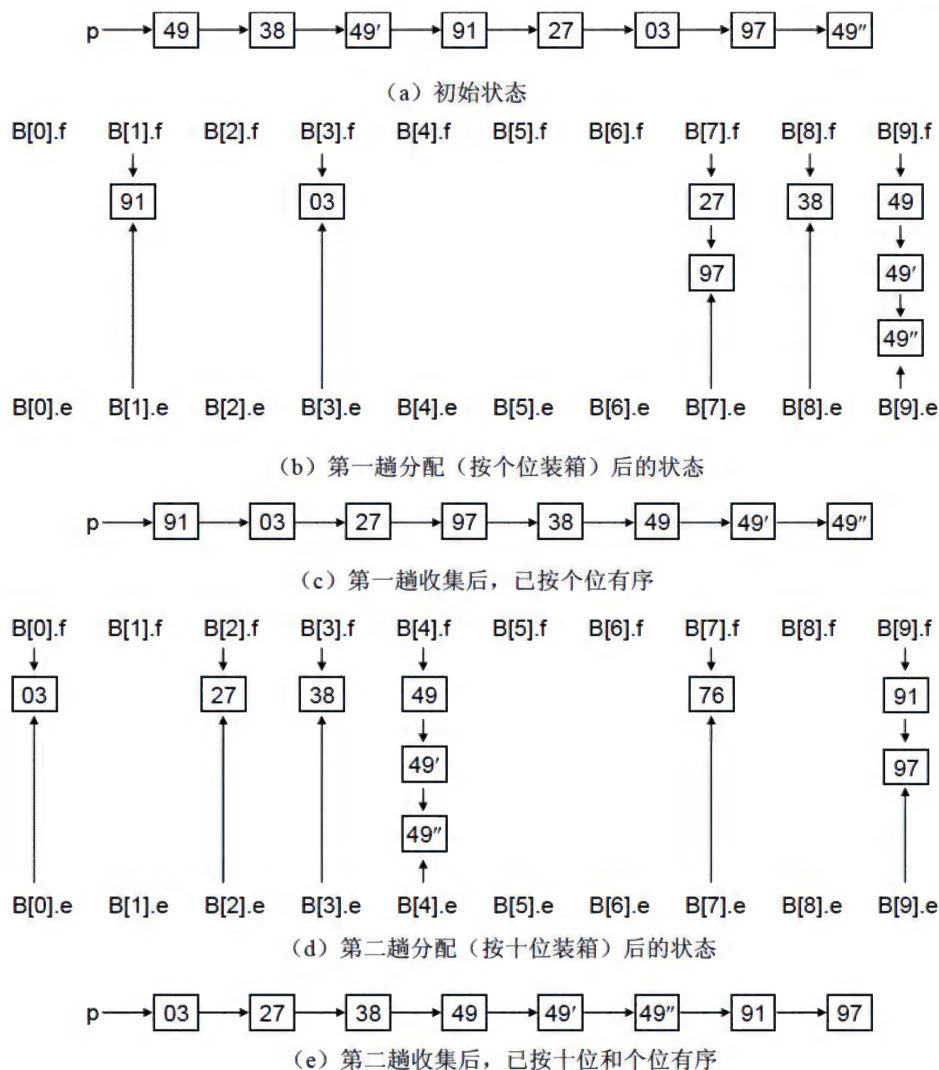 p 49 38 49′ 91 27 03 97 49″
（a）初始状态
B[0].f B[1].f B[2].f B[3].f B[4].f B[5].f B[6].f B[7].f B[8].f B[9].f
91 03 27 38 49
97 49′
49″
B[0].e B[1].e B[2].e B[3].e B[4].e B[5].e B[6].e B[7].e B[8].e B[9].e
（b）第一趟分配（按个位装箱）后的状态
p 91 03 27 97 38 49 49′ 49″
（c）第一趟收集后，已按个位有序
B[0].f B[1].f B[2].f B[3].f B[4].f B[5].f B[6].f B[7].f B[8].f B[9].f
03 27 38 49 76 91
49′ 97
49″
B[0].e B[1].e B[2].e B[3].e B[4].e B[5].e B[6].e B[7].e B[8].e B[9].e
（d）第二趟分配（按十位装箱）后的状态
p 03 27 38 49 49′ 49″ 91 97
（e）第二趟收集后，已按十位和个位有序